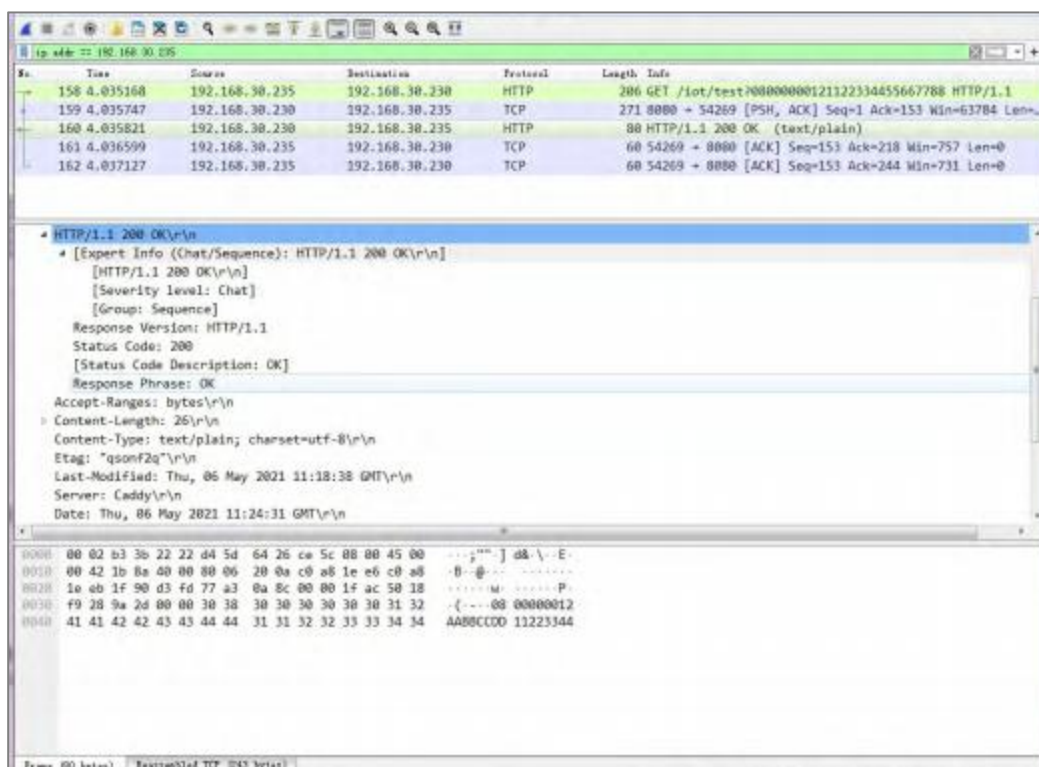 ip.addr == 192.168.30.235
No. Time Source Destination Protocol Length Info
158 4.035168 192.168.30.235 192.168.30.230 HTTP 206 GET /iot/test?080000000121122334455667788 HTTP/1.1
159 4.035747 192.168.30.230 192.168.30.235 TCP 271 8080 → 54269 [PSH, ACK] Seq=1 Ack=153 Win=63784 Len=…
160 4.035821 192.168.30.230 192.168.30.235 HTTP 80 HTTP/1.1 200 OK (text/plain)
161 4.036599 192.168.30.235 192.168.30.230 TCP 60 54269 → 8080 [ACK] Seq=153 Ack=218 Win=757 Len=0
162 4.037127 192.168.30.235 192.168.30.230 TCP 60 54269 → 8080 [ACK] Seq=153 Ack=244 Win=731 Len=0
HTTP/1.1 200 OK\r\n
[Expert Info (Chat/Sequence): HTTP/1.1 200 OK\r\n]
[HTTP/1.1 200 OK\r\n]
[Severity level: Chat]
[Group: Sequence]
Response Version: HTTP/1.1
Status Code: 200
[Status Code Description: OK]
Response Phrase: OK
Accept-Ranges: bytes\r\n
Content-Length: 26\r\n
Content-Type: text/plain; charset=utf-8\r\n
Etag: "qsonf2q"\r\n
Last-Modified: Thu, 06 May 2021 11:18:38 GMT\r\n
Server: Caddy\r\n
Date: Thu, 06 May 2021 11:24:31 GMT\r\n
0000 00 02 b3 3b 22 22 d4 5d 64 26 ce 5c 08 00 45 00 ···;""·] d&·\··E·
0010 00 42 1b 8a 40 00 80 06 20 0a c0 a8 1e e6 c0 a8 ·B··@··· ·······
0020 1e eb 1f 90 d3 fd 77 a3 0a 8c 00 00 1f ac 50 18 ······w· ······P·
0030 f9 28 9a 2d 00 00 30 38 30 30 30 30 30 30 31 32 ·(·-··08 00000012
0040 41 41 42 42 43 43 44 44 31 31 32 32 33 33 34 34 AABBCCDD 11223344
Frame (80 bytes) Reassembled TCP (243 bytes)